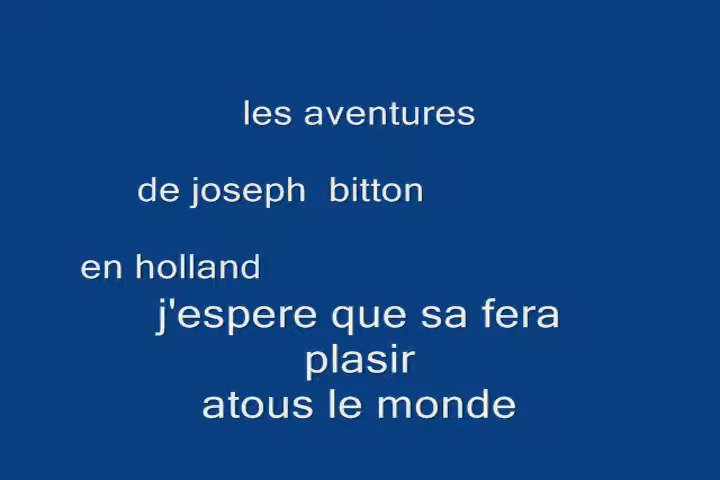 les aventures
de joseph bitton
en holland
j'espere que sa fera
plasir
atous le monde